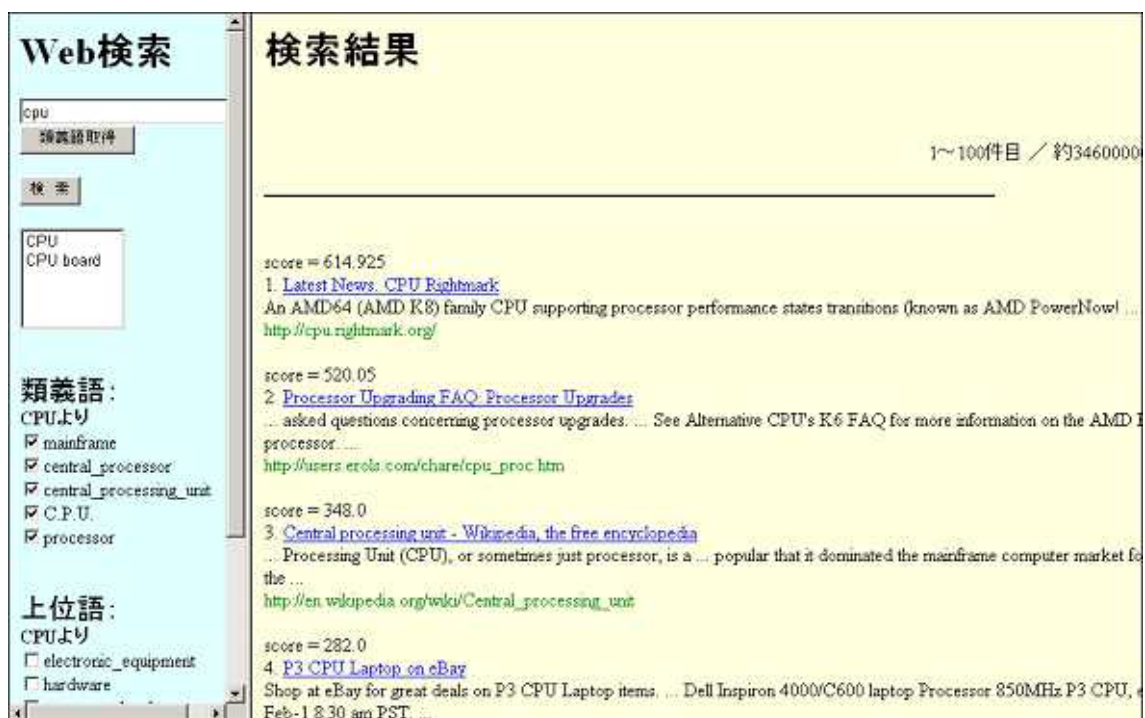 Web検索
cpu
類義語取得
検 索
CPU
CPU board
類義語:
CPUより
mainframe
central_processor
central_processing_unit
C.P.U.
processor
上位語:
CPUより
electronic_equipment
hardware
検索結果
1～100件目 ／ 約3460000
score = 614.925
1. Latest News. CPU Rightmark
An AMD64 (AMD K8) family CPU supporting processor performance states transitions (known as AMD PowerNow! ...
http://cpu.rightmark.org/
score = 520.05
2. Processor Upgrading FAQ: Processor Upgrades
... asked questions concerning processor upgrades. ... See Alternative CPU's K6 FAQ for more information on the AMD
processor. ...
http://users.erols.com/chare/cpu_proc.htm
score = 348.0
3. Central processing unit - Wikipedia, the free encyclopedia
... Processing Unit (CPU), or sometimes just processor, is a ... popular that it dominated the mainframe computer market fo
the ...
http://en.wikipedia.org/wiki/Central_processing_unit
score = 282.0
4. P3 CPU Laptop on eBay
Shop at eBay for great deals on P3 CPU Laptop items. ... Dell Inspiron 4000/C600 laptop Processor 850MHz P3 CPU,
Feb-1 8:30 am PST. ...